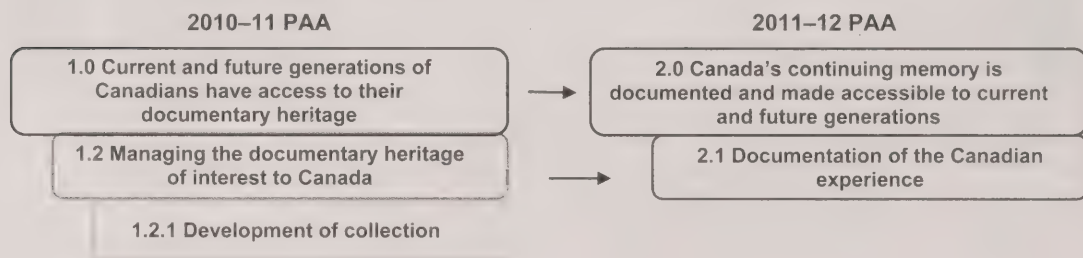 2010–11 PAA
1.0 Current and future generations of
Canadians have access to their
documentary heritage
1.2 Managing the documentary heritage
of interest to Canada
1.2.1 Development of collection
2011–12 PAA
2.0 Canada's continuing memory is
documented and made accessible to current
and future generations
2.1 Documentation of the Canadian
experience